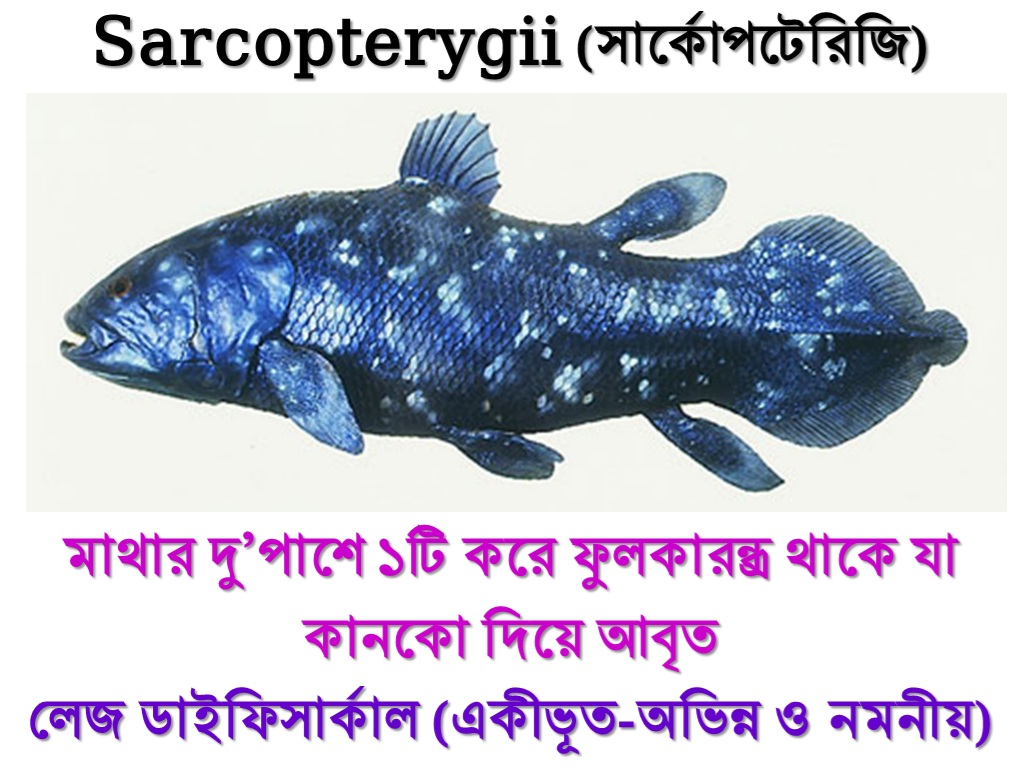 Sarcopterygii (সার্কোপটেরিজি)
মাথার দু’পাশে ১টি করে ফুলকারন্ধ্র থাকে যা
কানকো দিয়ে আবৃত
লেজ ডাইফিসার্কাল (একীভূত-অভিন্ন ও নমনীয়)